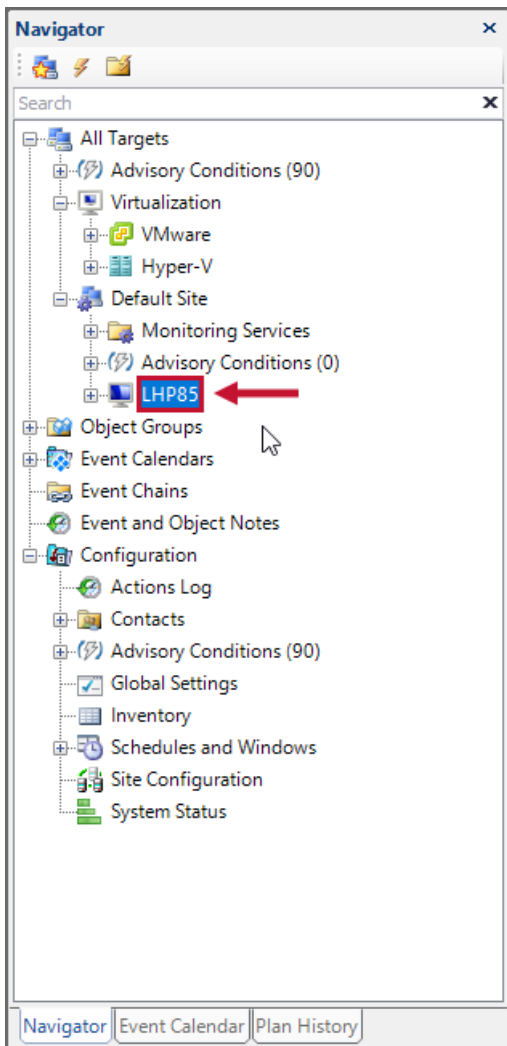 Navigator
Search
All Targets
Advisory Conditions (90)
Virtualization
VMware
Hyper-V
Default Site
Monitoring Services
Advisory Conditions (0)
LHP85
Object Groups
Event Calendars
Event Chains
Event and Object Notes
Configuration
Actions Log
Contacts
Advisory Conditions (90)
Global Settings
Inventory
Schedules and Windows
Site Configuration
System Status
Navigator Event Calendar Plan History